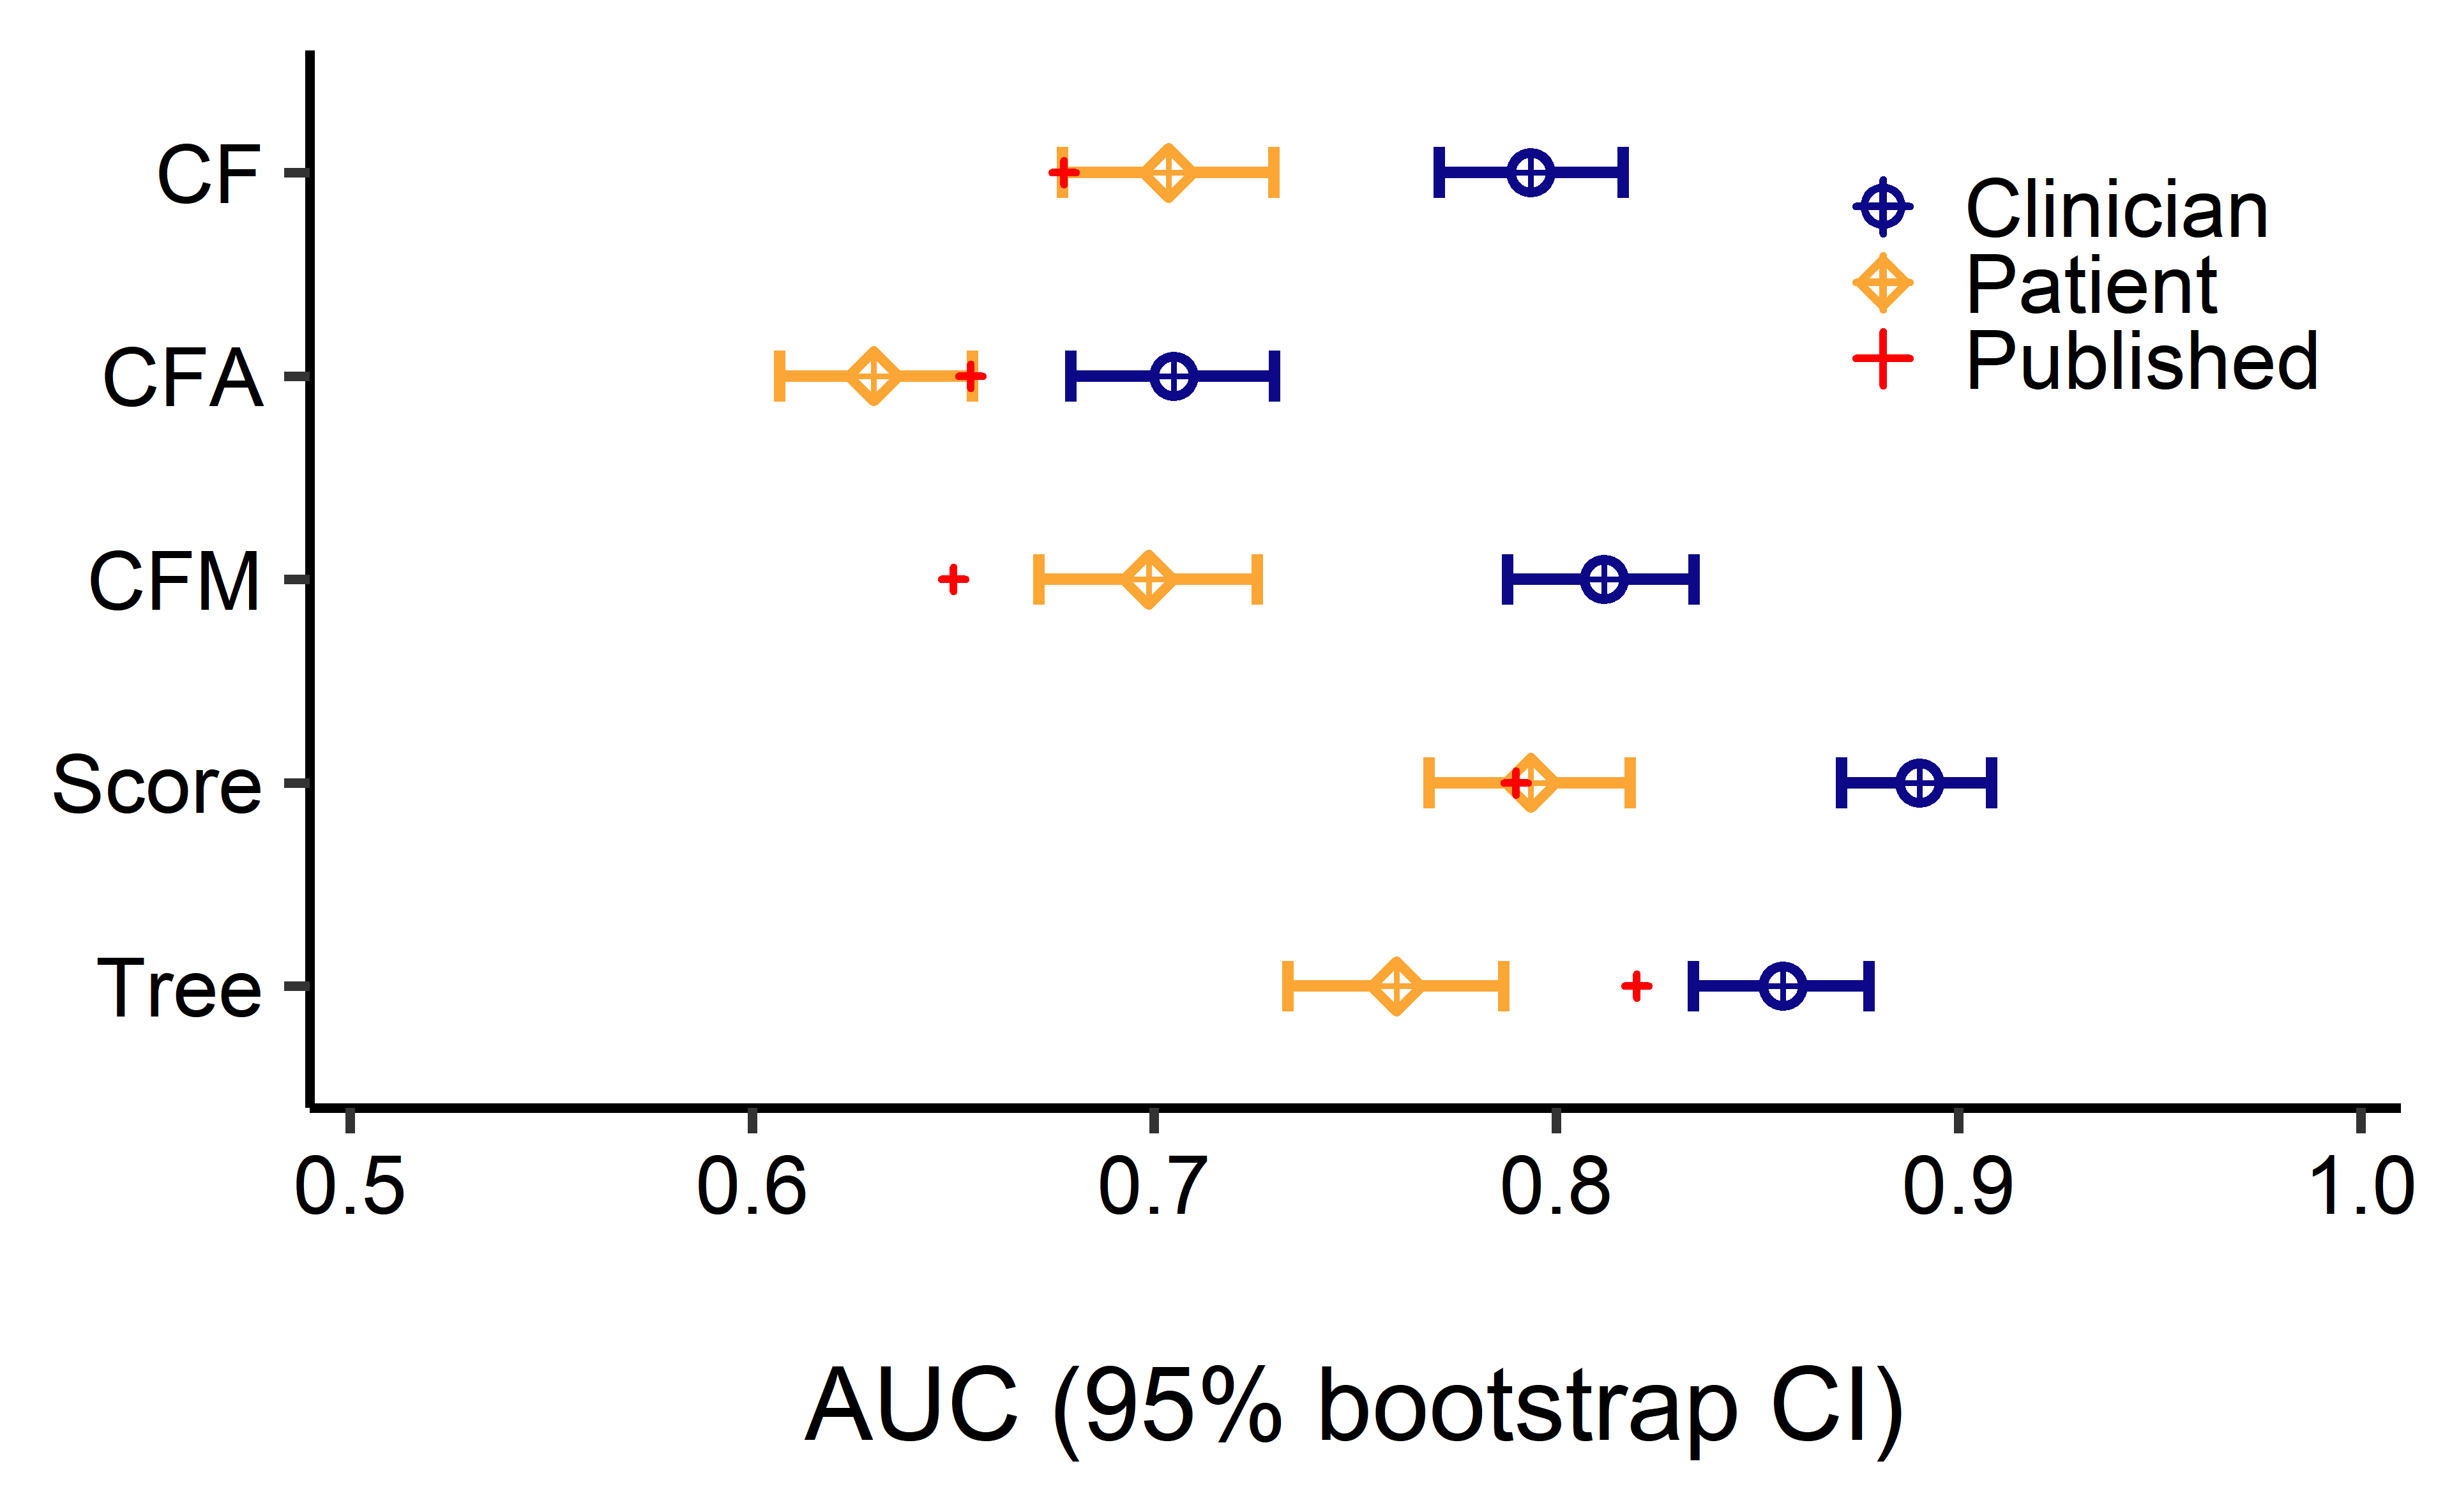 CF
CFA
CFM
Score
Tree
Clinician
Patient
Published
0.5 0.6 0.7 0.8 0.9 1.0
AUC (95% bootstrap CI)